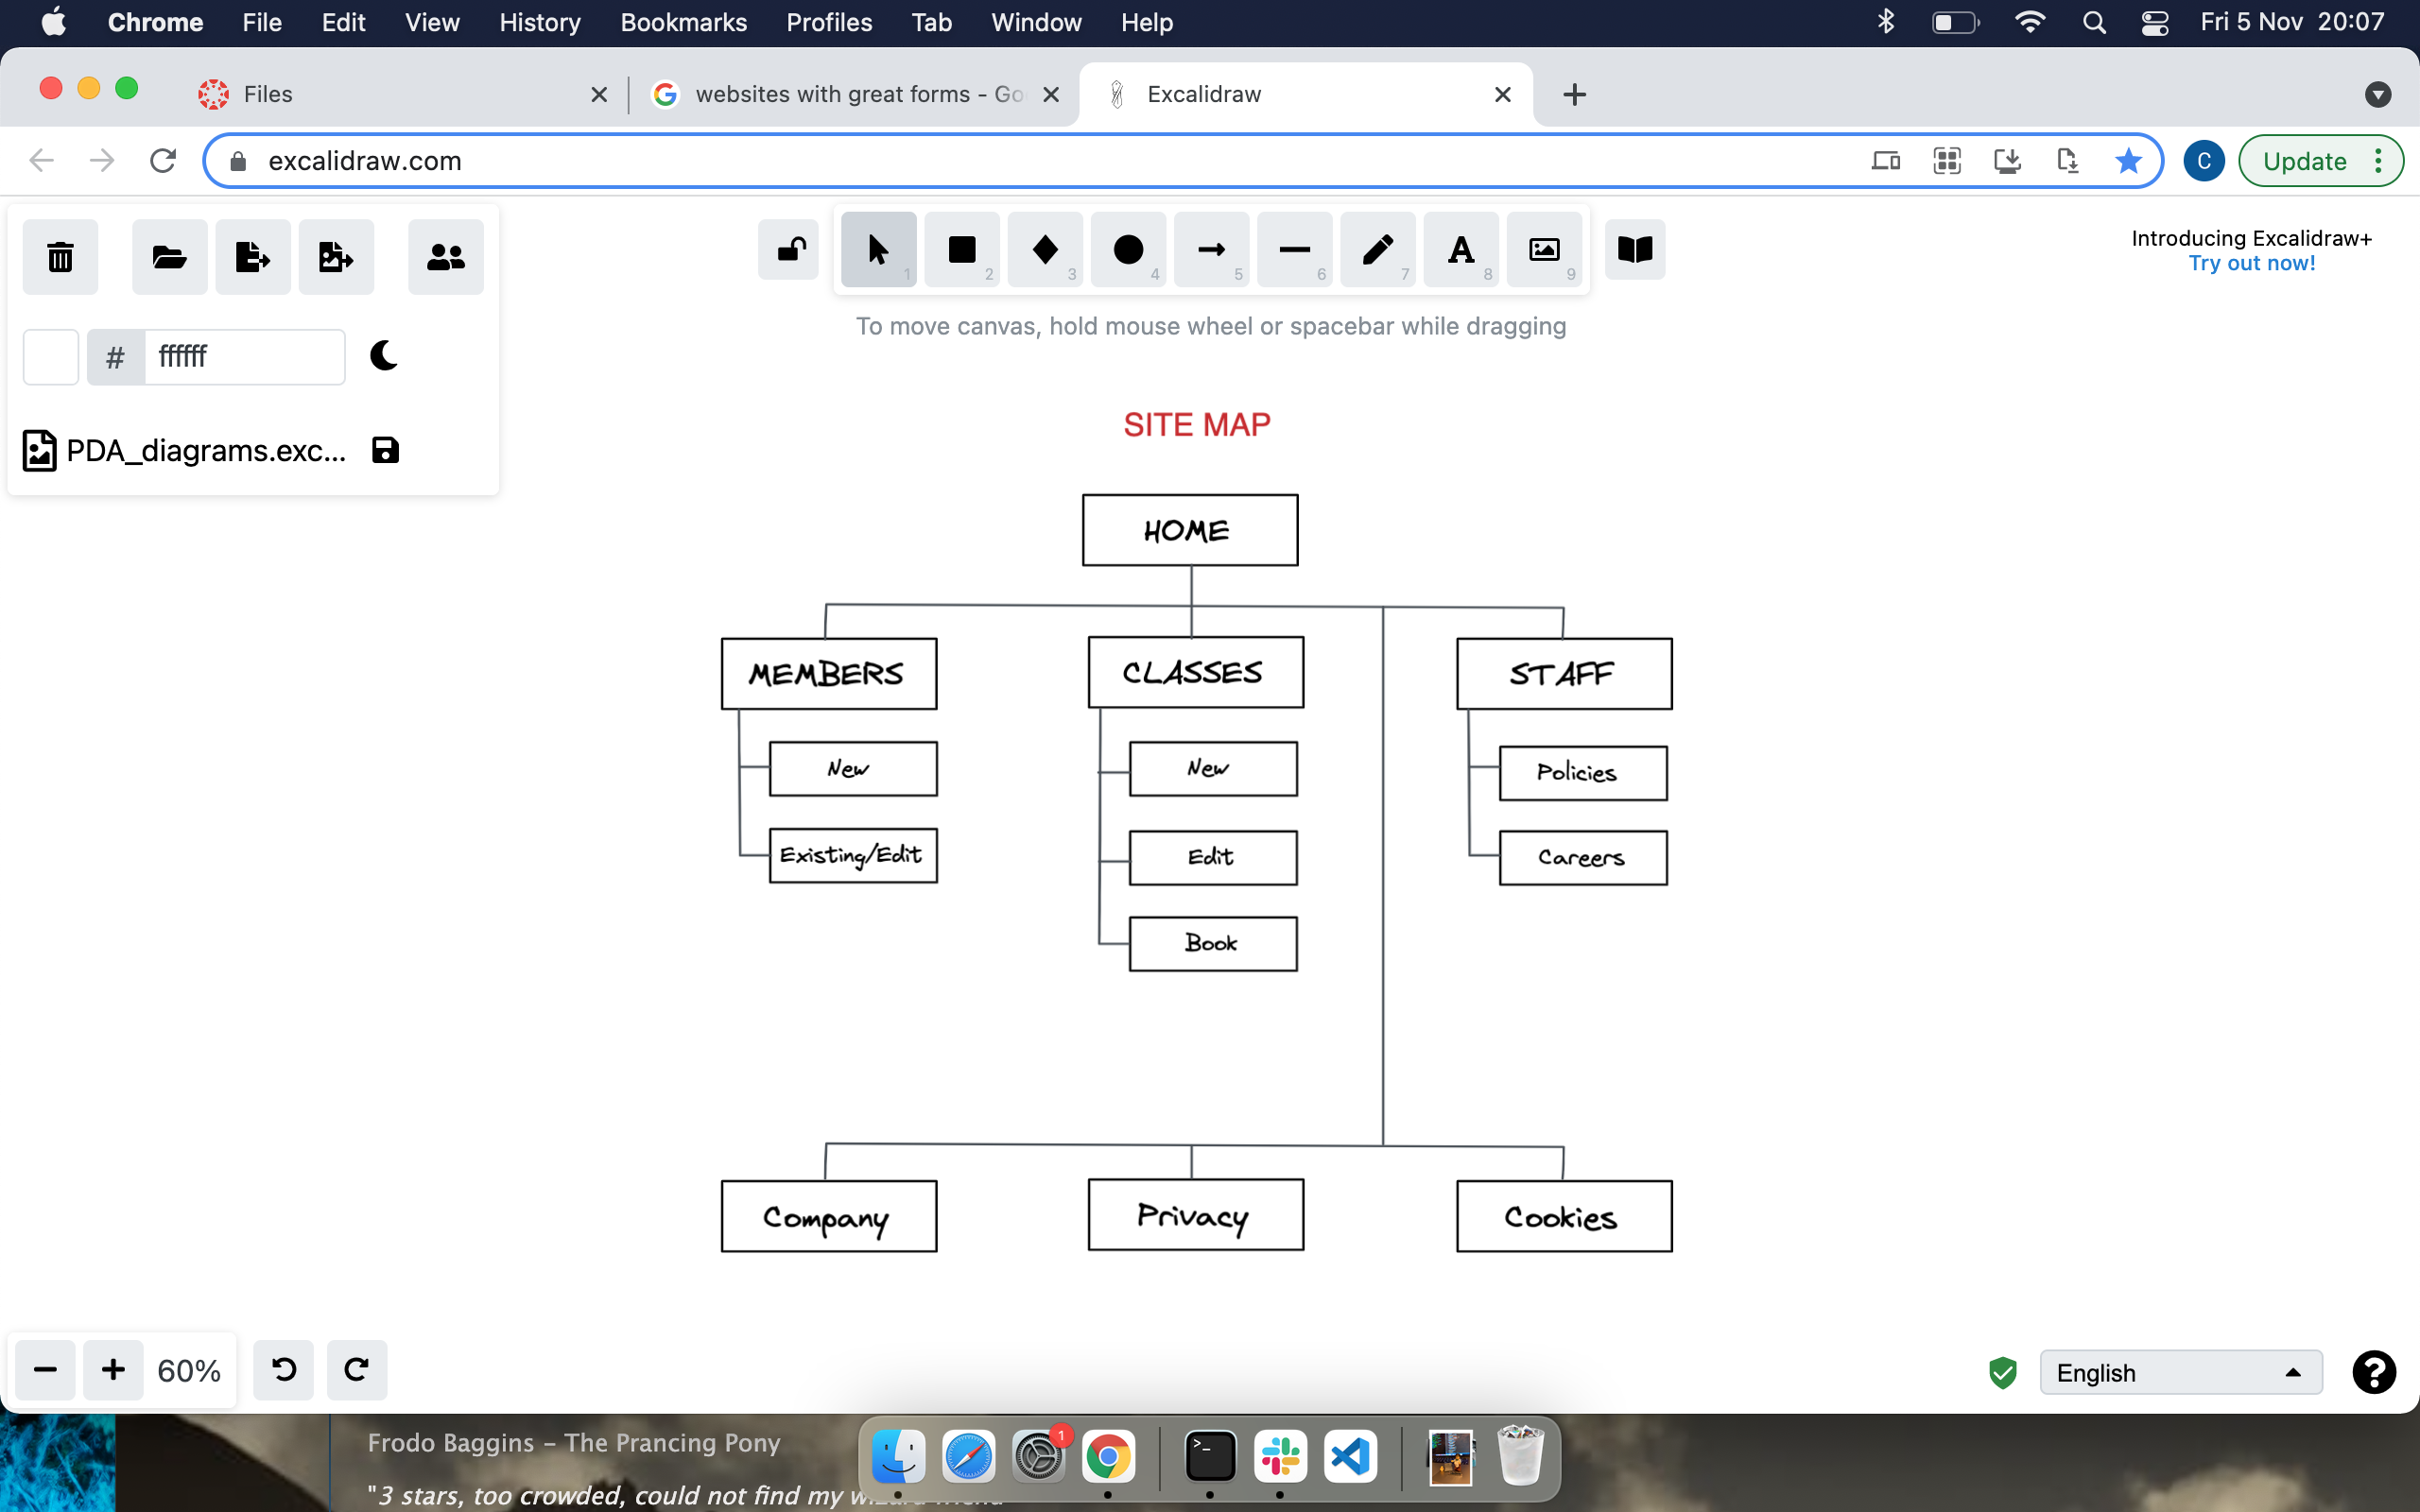 Chrome File Edit View History Bookmarks Profiles Tab Window Help Fri 5 Nov 20:07
Files websites with great forms - Go Excalidraw
excalidraw.com C Update
1 2 3 4 5 6 7 A 8 9
Introducing Excalidraw+
Try out now!
To move canvas, hold mouse wheel or spacebar while dragging
# ffffff
PDA_diagrams.exc...
SITE MAP
HOME
MEMBERS CLASSES STAFF
New New Policies
Existing/Edit Edit Careers
Book
Company Privacy Cookies
60% English ?
Frodo Baggins – The Prancing Pony
1
"3 stars, too crowded, could not find my